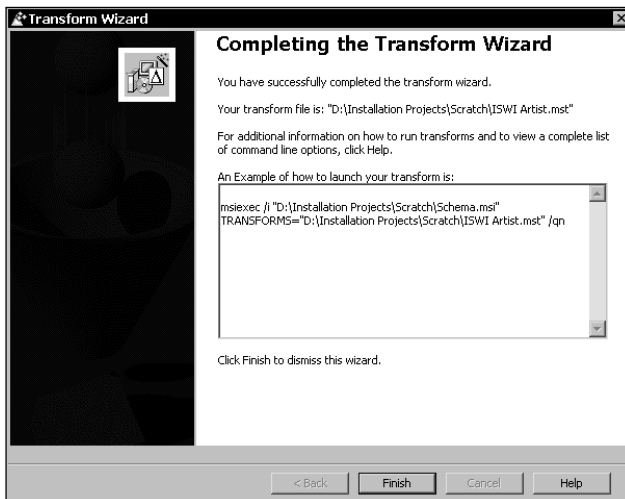 Transform Wizard
Completing the Transform Wizard
You have successfully completed the transform wizard.
Your transform file is: "D:\Installation Projects\Scratch\ISWI Artist.mst"
For additional information on how to run transforms and to view a complete list
of command line options, click Help.
An Example of how to launch your transform is:
msiexec /i "D:\Installation Projects\Scratch\Schema.msi"
TRANSFORMS="D:\Installation Projects\Scratch\ISWI Artist.mst" /qn
Click Finish to dismiss this wizard.
< Back Finish Cancel Help